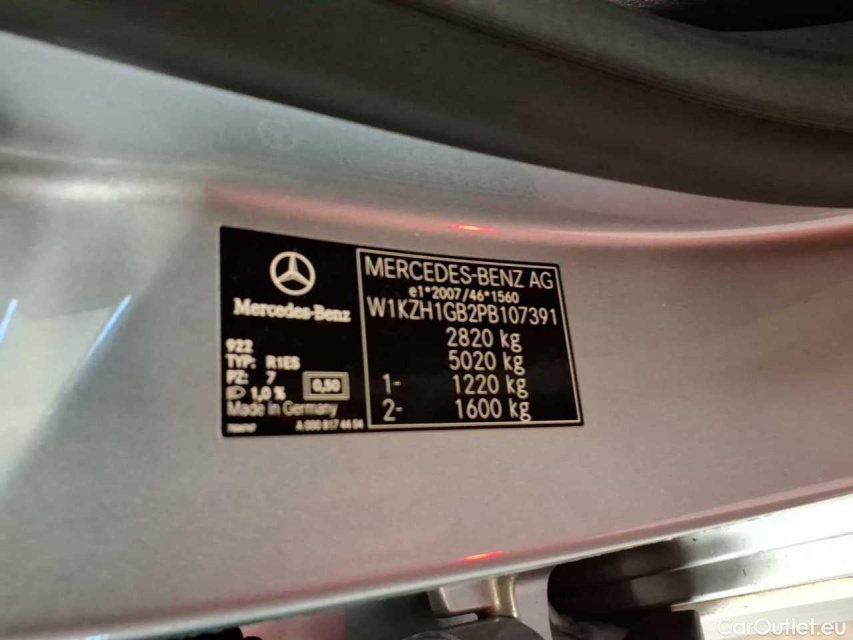 Mercedes-Benz
922
TYP: R1ES
PZ: 7
1,0 %
0,50
Made in Germany
A 000 817 44 04
MERCEDES-BENZ AG
e1*2007/46*1560
W1KZH1GB2PB107391
2820 kg
5020 kg
1- 1220 kg
2- 1600 kg
CarOutlet.eu